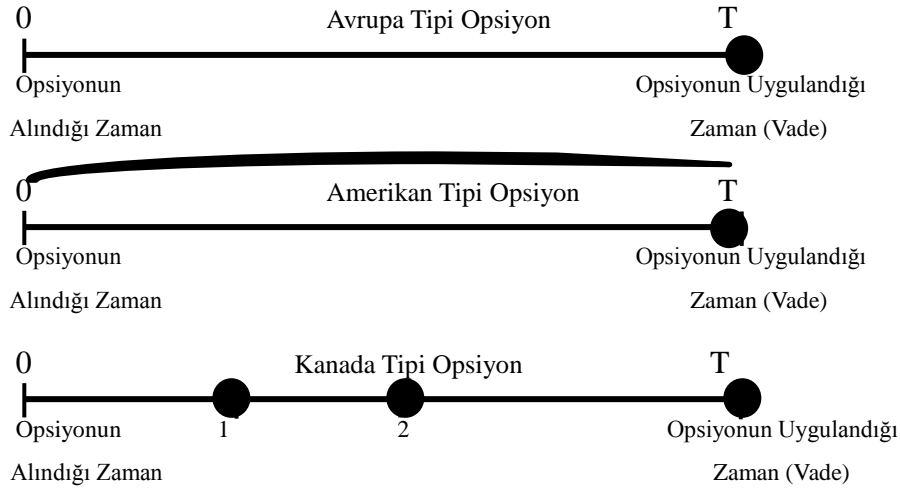 0 Avrupa Tipi Opsiyon T
Opsiyonun Opsiyonun Uygulandığı
Alındığı Zaman Zaman (Vade)
0 Amerikan Tipi Opsiyon T
Opsiyonun Opsiyonun Uygulandığı
Alındığı Zaman Zaman (Vade)
0 Kanada Tipi Opsiyon T
Opsiyonun 1 2 Opsiyonun Uygulandığı
Alındığı Zaman Zaman (Vade)